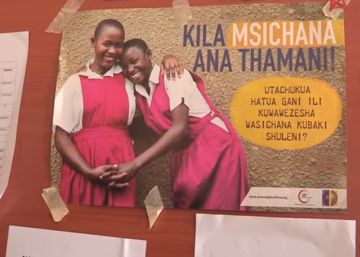 KILA MSICHANA
ANA THAMANI!
UTACHUKUA
HATUA GANI ILI
KUWAWEZESHA
WASICHANA KUBAKI
SHULENI?